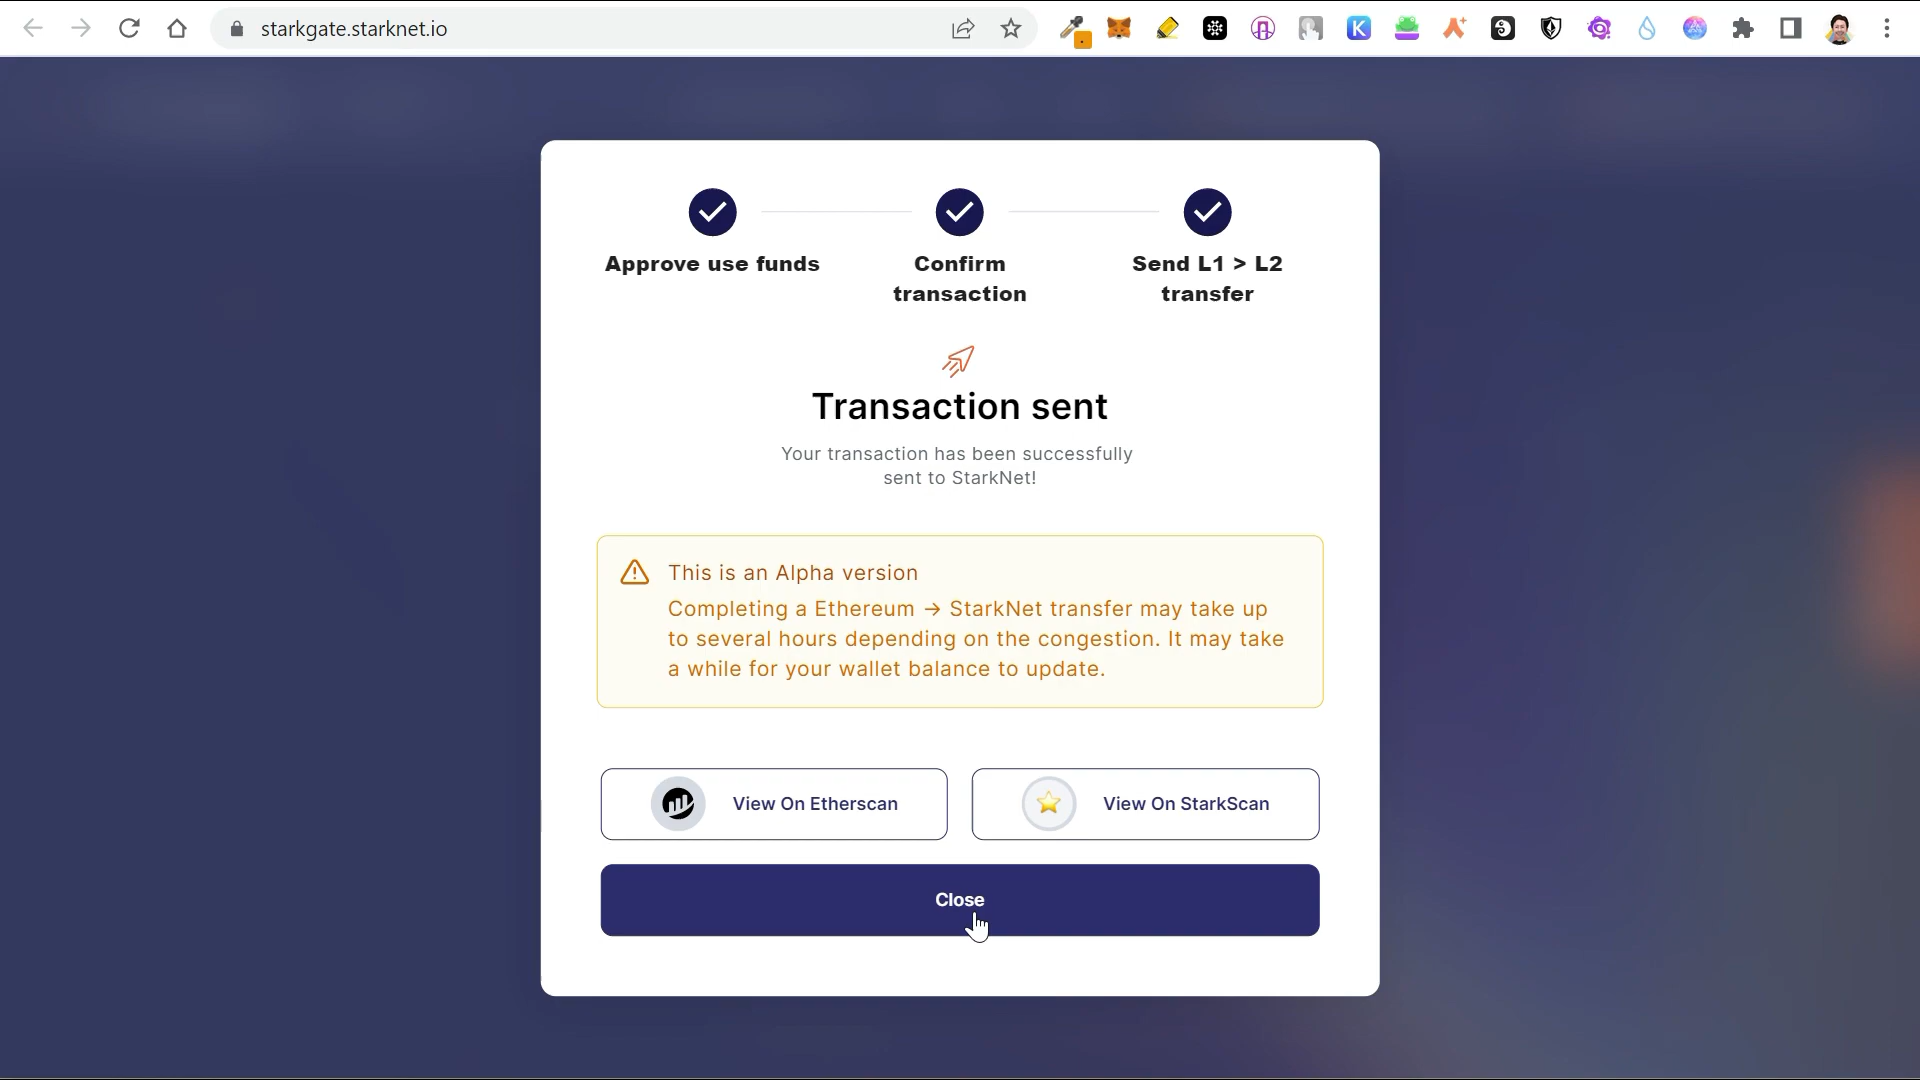 starkgate.starknet.io
Approve use funds
Confirm
transaction
Send L1 > L2
transfer
Transaction sent
Your transaction has been successfully
sent to StarkNet!
This is an Alpha version
Completing a Ethereum → StarkNet transfer may take up
to several hours depending on the congestion. It may take
a while for your wallet balance to update.
View On Etherscan
View On StarkScan
Close